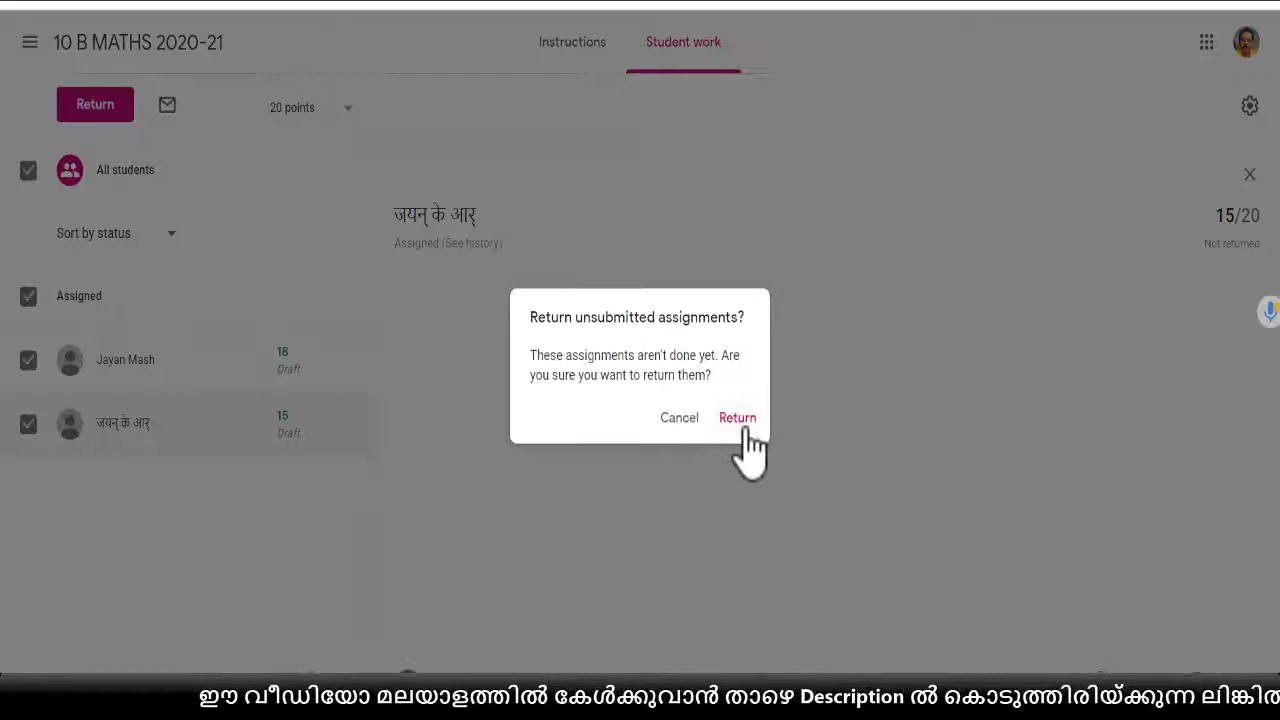 10 B MATHS 2020-21
Instructions
Student work
Return
20 points
All students
जयन् के आर्
15/20
Assigned (See history)
Not returned
Sort by status
Assigned
Return unsubmitted assignments?
These assignments aren't done yet. Are
you sure you want to return them?
Cancel
Return
Jayan Mash
18
Draft
जयन् के आर्
15
Draft
ഈ വീഡിയോ മലയാളത്തിൽ കേൾക്കുവാൻ താഴെ Description ൽ കൊടുത്തിരിയ്ക്കുന്ന